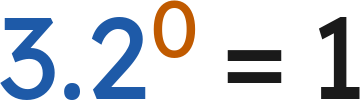 3.2⁰ = 1